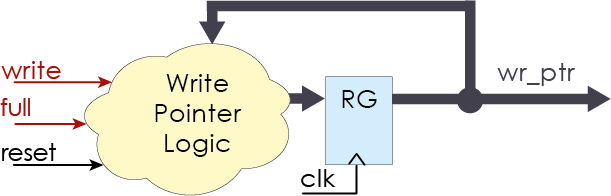 write
full
reset
Write
Pointer
Logic
RG
clk
wr_ptr